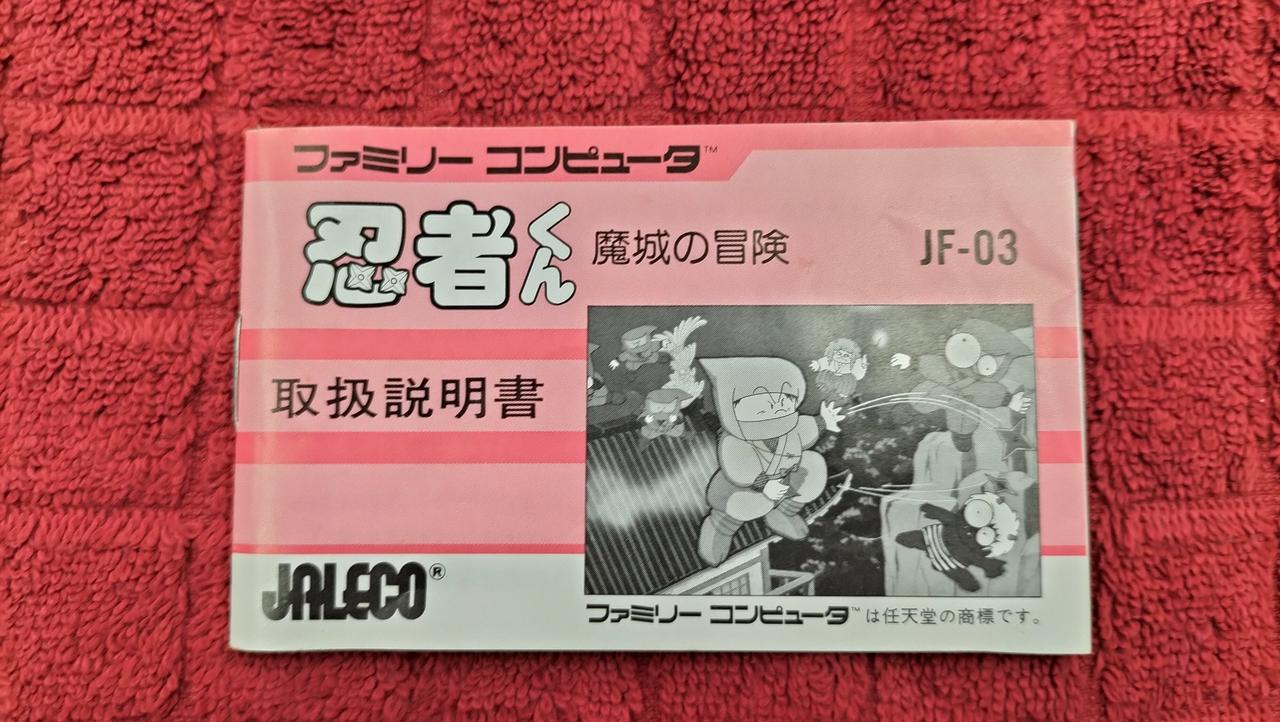 ファミリー コンピュータ™
忍者くん 魔城の冒険
JF-03
取扱説明書
JALECO®
ファミリー コンピュータ™は任天堂の商標です。